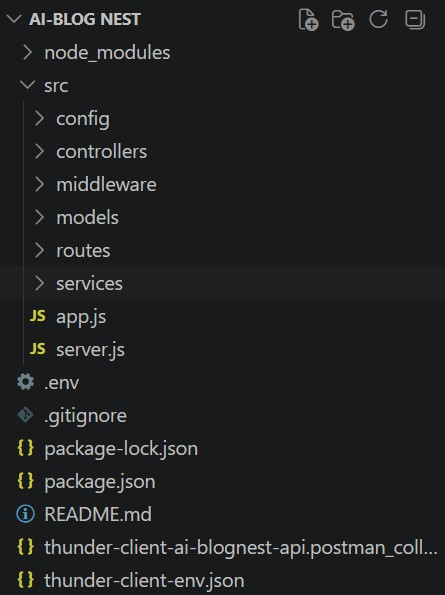 AI-BLOG NEST
node_modules
src
config
controllers
middleware
models
routes
services
JS app.js
JS server.js
.env
.gitignore
{} package-lock.json
{} package.json
README.md
thunder-client-ai-blognest-api.postman_coll...
{} thunder-client-env.json